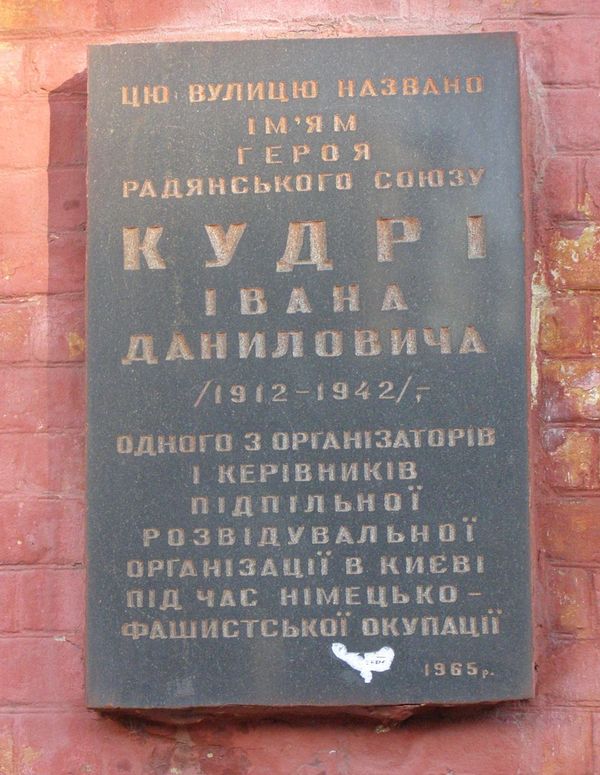 ЦЮ ВУЛИЦЮ НАЗВАНО
ІМ'ЯМ
ГЕРОЯ
РАДЯНСЬКОГО СОЮЗУ
КУДРІ
ІВАНА
ДАНИЛОВИЧА
/1912-1942/,-
ОДНОГО З ОРГАНІЗАТОРІВ
І КЕРІВНИКІВ
ПІДПІЛЬНОЇ
РОЗВІДУВАЛЬНОЇ
ОРГАНІЗАЦІЇ В КИЄВІ
ПІД ЧАС НІМЕЦЬКО-
ФАШИСТСЬКОЇ ОКУПАЦІЇ
1965р.